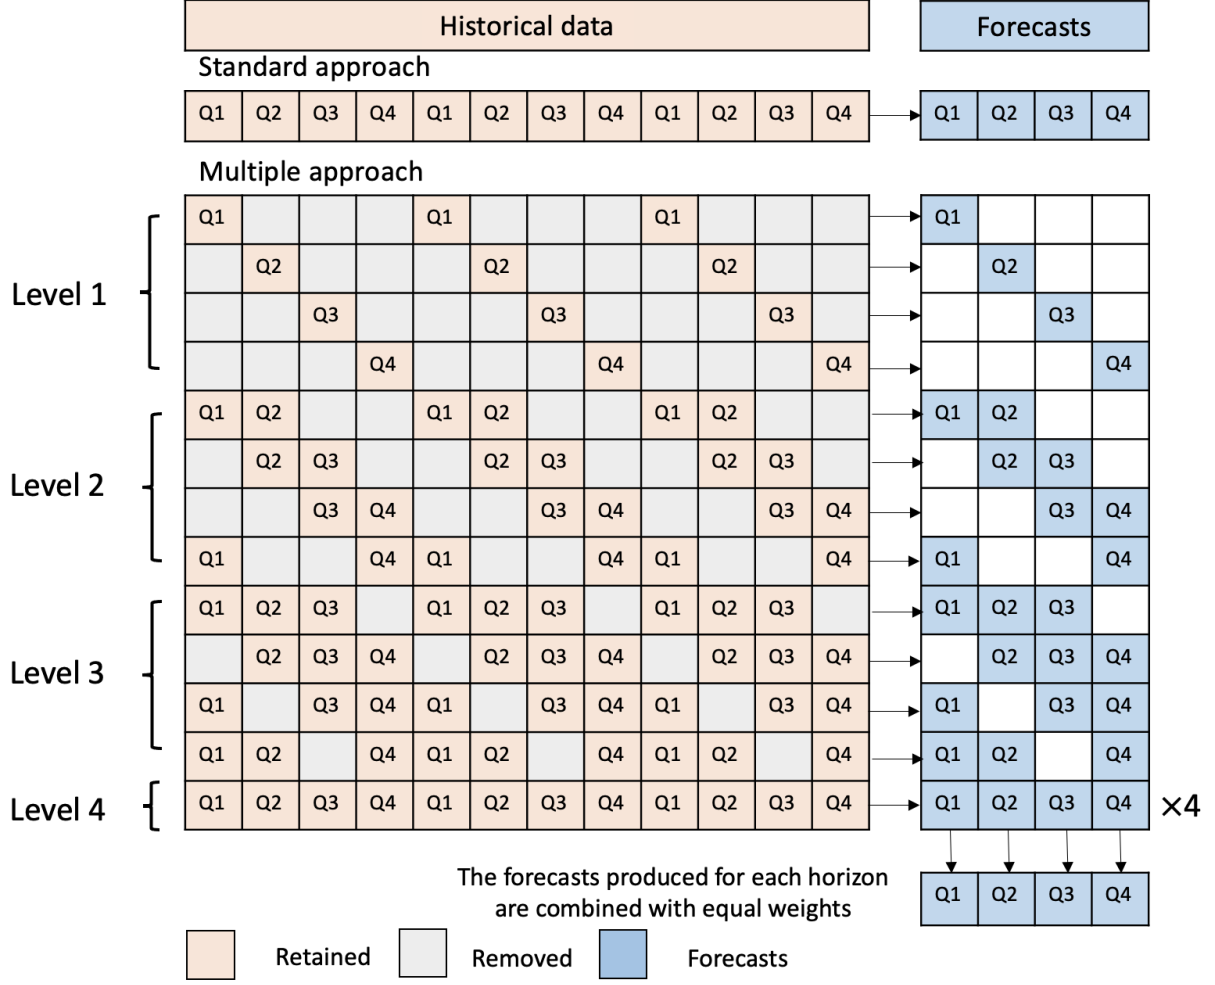 Historical data Forecasts
Standard approach
Q1 Q2 Q3 Q4 Q1 Q2 Q3 Q4 Q1 Q2 Q3 Q4 Q1 Q2 Q3 Q4
Multiple approach
Level 1
Q1 Q1 Q1 Q1
Q2 Q2 Q2 Q2
Q3 Q3 Q3 Q3
Q4 Q4 Q4 Q4
Level 2
Q1 Q2 Q1 Q2 Q1 Q2 Q1 Q2
Q2 Q3 Q2 Q3 Q2 Q3 Q2 Q3
Q3 Q4 Q3 Q4 Q3 Q4 Q3 Q4
Q1 Q4 Q1 Q4 Q1 Q4 Q1 Q4
Level 3
Q1 Q2 Q3 Q1 Q2 Q3 Q1 Q2 Q3 Q1 Q2 Q3
Q2 Q3 Q4 Q2 Q3 Q4 Q2 Q3 Q4 Q2 Q3 Q4
Q1 Q3 Q4 Q1 Q3 Q4 Q1 Q3 Q4 Q1 Q3 Q4
Q1 Q2 Q4 Q1 Q2 Q4 Q1 Q2 Q4 Q1 Q2 Q4
Level 4
Q1 Q2 Q3 Q4 Q1 Q2 Q3 Q4 Q1 Q2 Q3 Q4 Q1 Q2 Q3 Q4 ×4
The forecasts produced for each horizon
are combined with equal weights
Q1 Q2 Q3 Q4
Retained Removed Forecasts